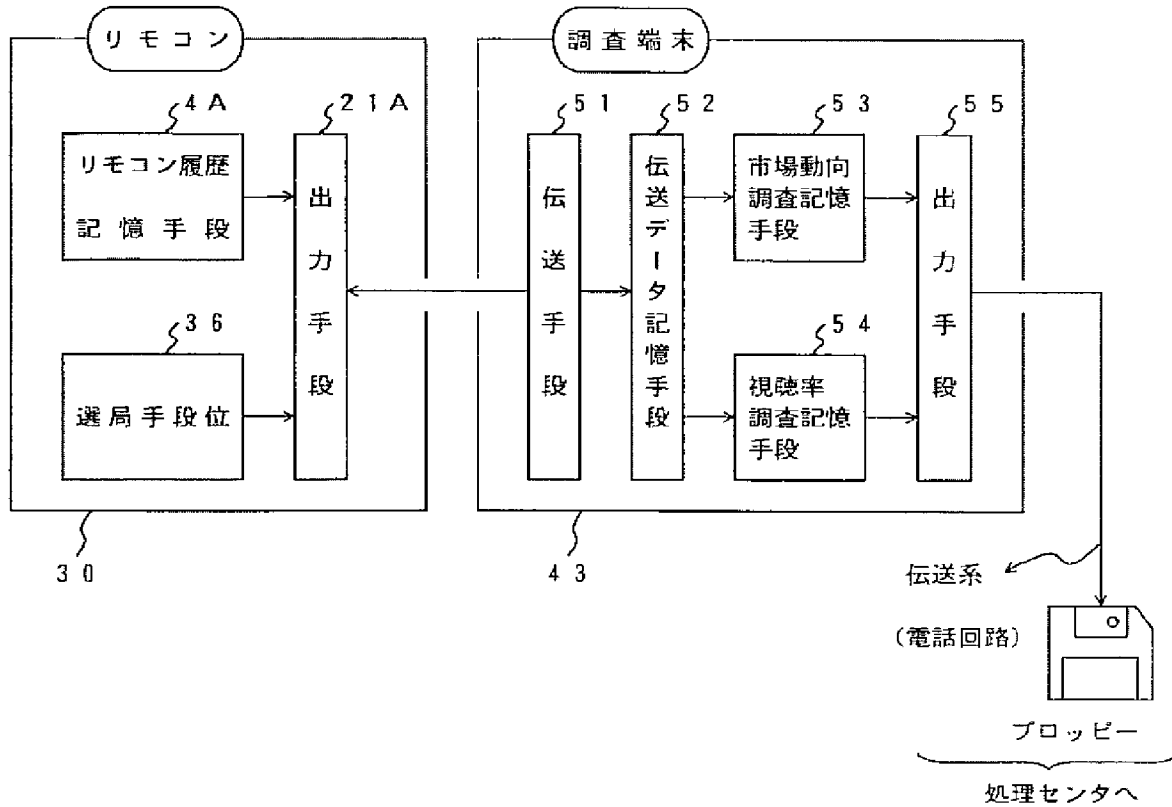 リモコン
4A
リモコン履歴
記憶手段
36
選局手段位
21A
出力手段
30
調査端末
51
伝送手段
52
伝送データ記憶手段
53
市場動向
調査記憶
手段
54
視聴率
調査記憶
手段
55
出力手段
43
伝送系
(電話回路)
プロッピー
処理センタへ